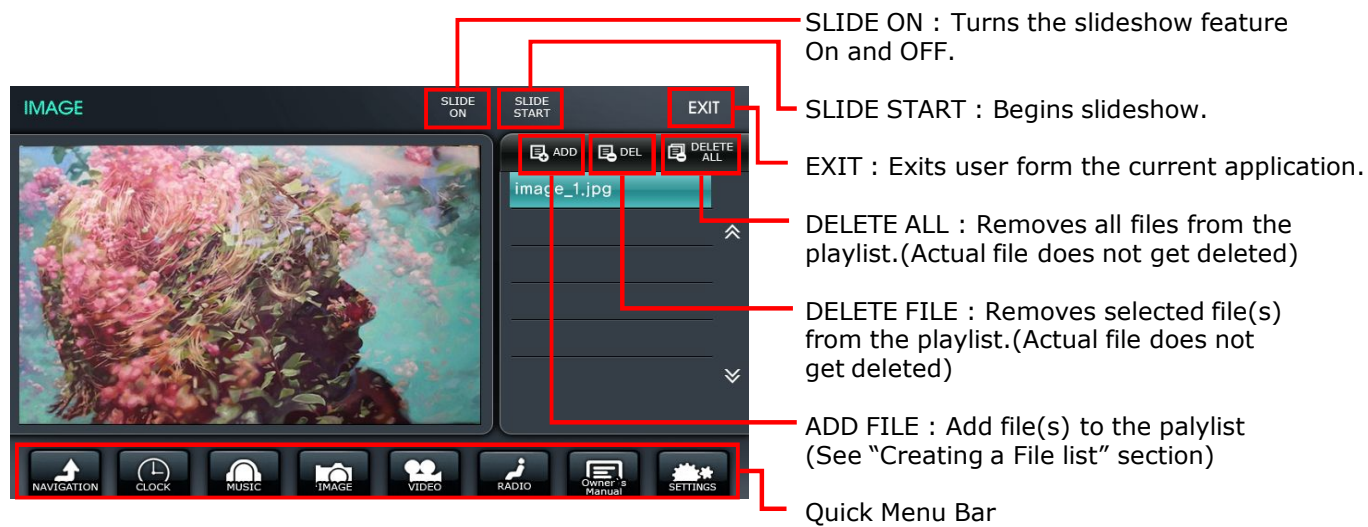 IMAGE
SLIDE
ON
SLIDE
START
EXIT
ADD
DEL
DELETE
ALL
image_1.jpg
NAVIGATION
CLOCK
MUSIC
IMAGE
VIDEO
RADIO
Owner`s
Manual
SETTINGS
SLIDE ON : Turns the slideshow feature
On and OFF.
SLIDE START : Begins slideshow.
EXIT : Exits user form the current application.
DELETE ALL : Removes all files from the
playlist.(Actual file does not get deleted)
DELETE FILE : Removes selected file(s)
from the playlist.(Actual file does not
get deleted)
ADD FILE : Add file(s) to the palylist
(See “Creating a File list” section)
Quick Menu Bar